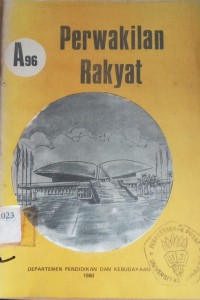 A96
Perwakilan
Rakyat
023
DEPARTEMEN PENDIDIKAN DAN KEBUDAYAAN
1980